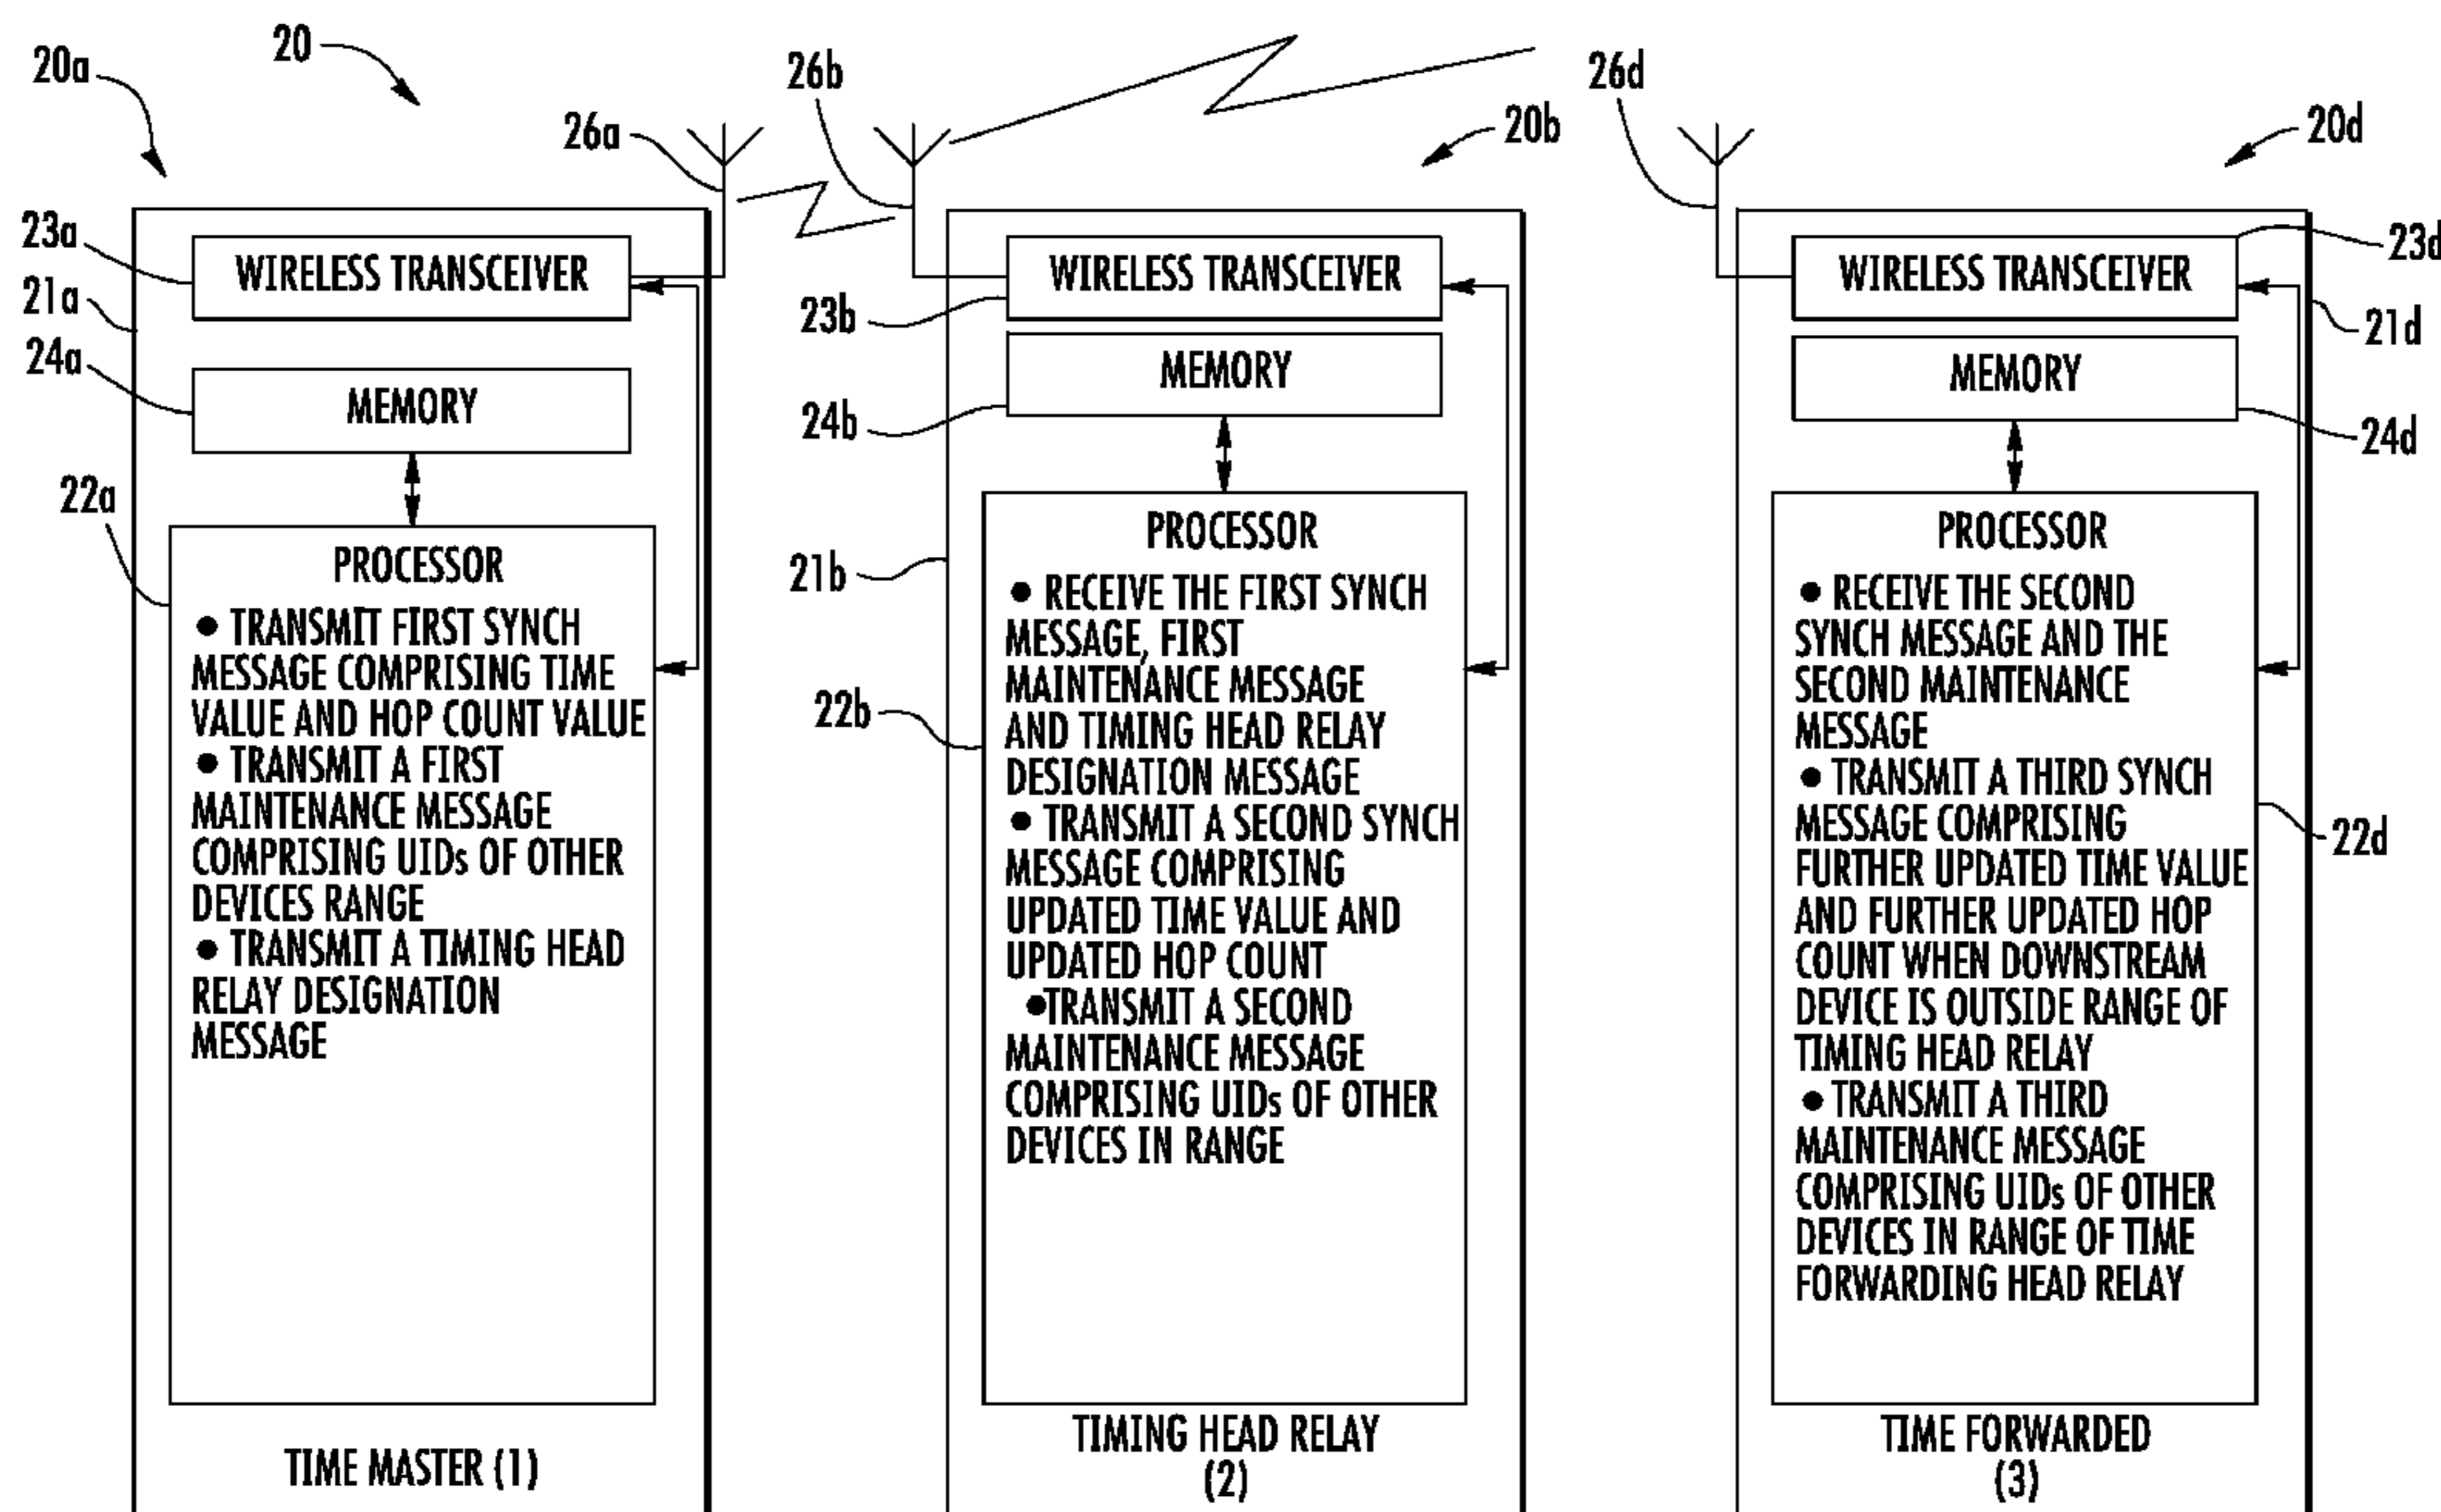 20a
20
26a
23a
21a
WIRELESS TRANSCEIVER
24a
MEMORY
22a
PROCESSOR
● TRANSMIT FIRST SYNCH
MESSAGE COMPRISING TIME
VALUE AND HOP COUNT VALUE
● TRANSMIT A FIRST
MAINTENANCE MESSAGE
COMPRISING UIDs OF OTHER
DEVICES RANGE
● TRANSMIT A TIMING HEAD
RELAY DESIGNATION
MESSAGE
TIME MASTER (1)
26b
20b
WIRELESS TRANSCEIVER
23b
MEMORY
24b
21b
22b
PROCESSOR
● RECEIVE THE FIRST SYNCH
MESSAGE, FIRST
MAINTENANCE MESSAGE
AND TIMING HEAD RELAY
DESIGNATION MESSAGE
● TRANSMIT A SECOND SYNCH
MESSAGE COMPRISING
UPDATED TIME VALUE AND
UPDATED HOP COUNT
●TRANSMIT A SECOND
MAINTENANCE MESSAGE
COMPRISING UIDs OF OTHER
DEVICES IN RANGE
TIMING HEAD RELAY
(2)
26d
20d
WIRELESS TRANSCEIVER
23d
21d
MEMORY
24d
PROCESSOR
● RECEIVE THE SECOND
SYNCH MESSAGE AND THE
SECOND MAINTENANCE
MESSAGE
● TRANSMIT A THIRD SYNCH
MESSAGE COMPRISING
FURTHER UPDATED TIME VALUE
AND FURTHER UPDATED HOP
COUNT WHEN DOWNSTREAM
DEVICE IS OUTSIDE RANGE OF
TIMING HEAD RELAY
● TRANSMIT A THIRD
MAINTENANCE MESSAGE
COMPRISING UIDs OF OTHER
DEVICES IN RANGE OF TIME
FORWARDING HEAD RELAY
22d
TIME FORWARDED
(3)